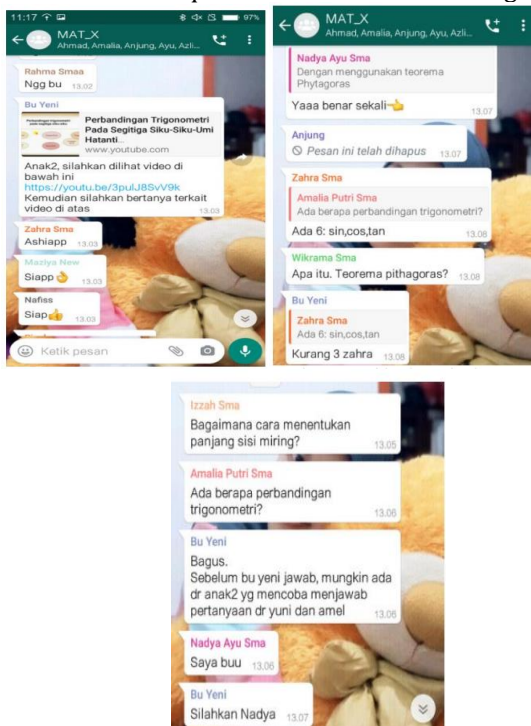 11:17
97%
MAT_X
Ahmad, Amalia, Anjung, Ayu, Azli...
Rahma Smaa
Ngg bu 13.02
Bu Yeni
Perbandingan Trigonometri
Pada Segitiga Siku-Siku-Umi
Hatanti...
www.youtube.com
Anak2, silahkan dilihat video di
bawah ini
https://youtu.be/3pulJ8SvV9k
Kemudian silahkan bertanya terkait
video di atas 13.03
Zahra Sma
Ashiapp 13.03
Maziya New
Siapp👌 13.03
Nafiss
Siap👍 13.03
Ketik pesan
MAT_X
Ahmad, Amalia, Anjung, Ayu, Azli...
Nadya Ayu Sma
Dengan menggunakan teorema
Phytagoras
Yaaa benar sekali👍 13.07
Anjung
Pesan ini telah dihapus 13.07
Zahra Sma
Amalia Putri Sma
Ada berapa perbandingan trigonometri?
Ada 6: sin,cos,tan 13.08
Wikrama Sma
Apa itu. Teorema pithagoras? 13.08
Bu Yeni
Zahra Sma
Ada 6: sin,cos,tan
Kurang 3 zahra 13.08
Izzah Sma
Bagaimana cara menentukan
panjang sisi miring? 13.05
Amalia Putri Sma
Ada berapa perbandingan
trigonometri? 13.06
Bu Yeni
Bagus.
Sebelum bu yeni jawab, mungkin ada
dr anak2 yg mencoba menjawab
pertanyaan dr yuni dan amel 13.06
Nadya Ayu Sma
Saya buu 13.06
Bu Yeni
Silahkan Nadya 13.07